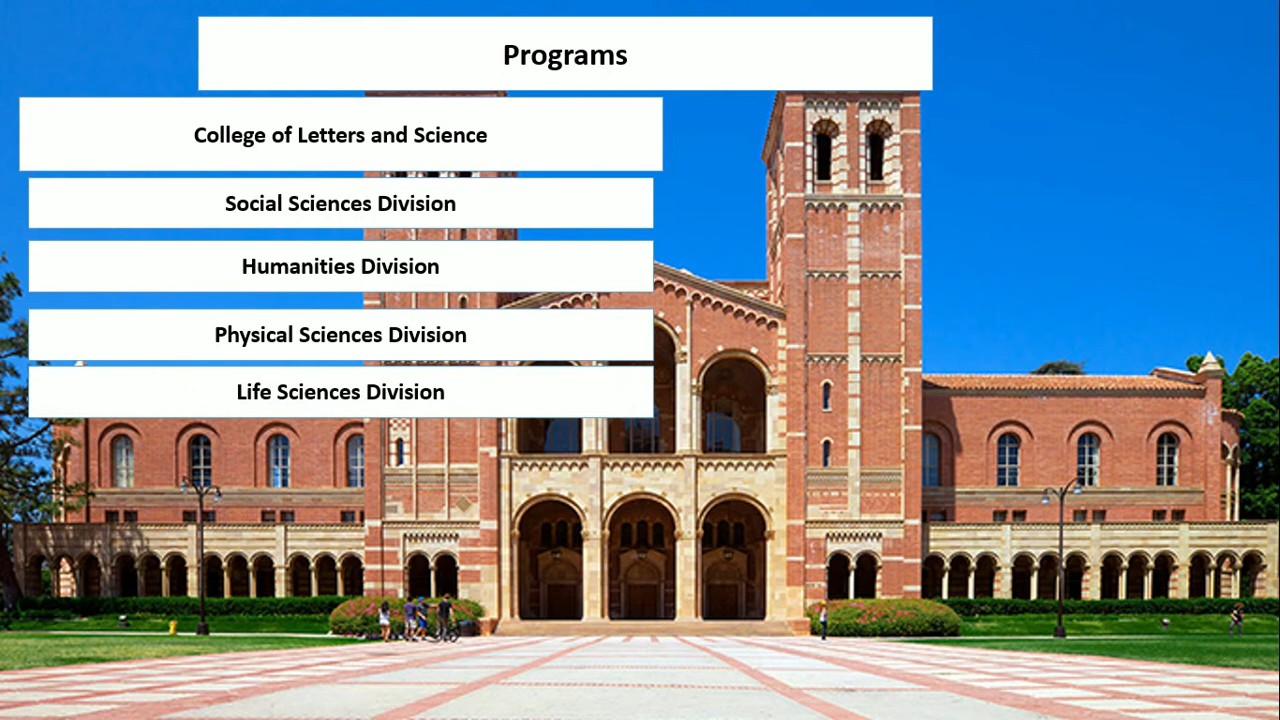 Programs
College of Letters and Science
Social Sciences Division
Humanities Division
Physical Sciences Division
Life Sciences Division